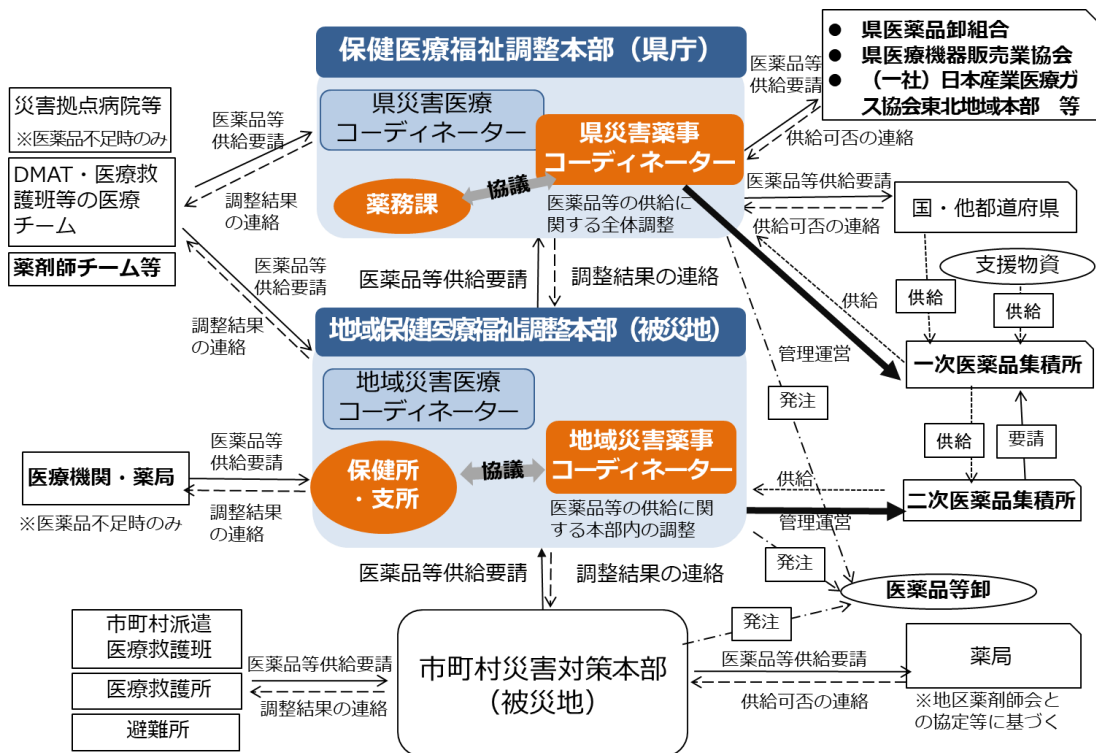 保健医療福祉調整本部（県庁）
県災害医療
コーディネーター
県災害薬事
コーディネーター
協議
薬務課
医薬品等の供給に
関する全体調整
● 県医薬品卸組合
● 県医療機器販売業協会
● （一社）日本産業医療ガ
ス協会東北地域本部　等
医薬品等
供給要請
供給可否の連絡
災害拠点病院等
※医薬品不足時のみ
DMAT・医療救
護班等の医療
チーム
薬剤師チーム等
医薬品等
供給要請
調整結果
の連絡
医薬品等
供給要請
調整結果
の連絡
医薬品等供給要請
供給可否の連絡
国・他都道府県
支援物資
供給
供給
供給
一次医薬品集積所
管理運営
発注
供給
要請
二次医薬品集積所
医薬品等供給要請
調整結果の連絡
地域保健医療福祉調整本部（被災地）
地域災害医療
コーディネーター
地域災害薬事
コーディネーター
協議
保健所
・支所
医薬品等の供給に関
する本部内の調整
医療機関・薬局
※医薬品不足時のみ
医薬品等
供給要請
調整結果
の連絡
供給
管理運営
発注
医薬品等卸
医薬品等供給要請
調整結果の連絡
市町村派遣
医療救護班
医療救護所
避難所
医薬品等供給要請
調整結果の連絡
市町村災害対策本部
（被災地）
発注
医薬品等供給要請
供給可否の連絡
薬局
※地区薬剤師会と
の協定等に基づく